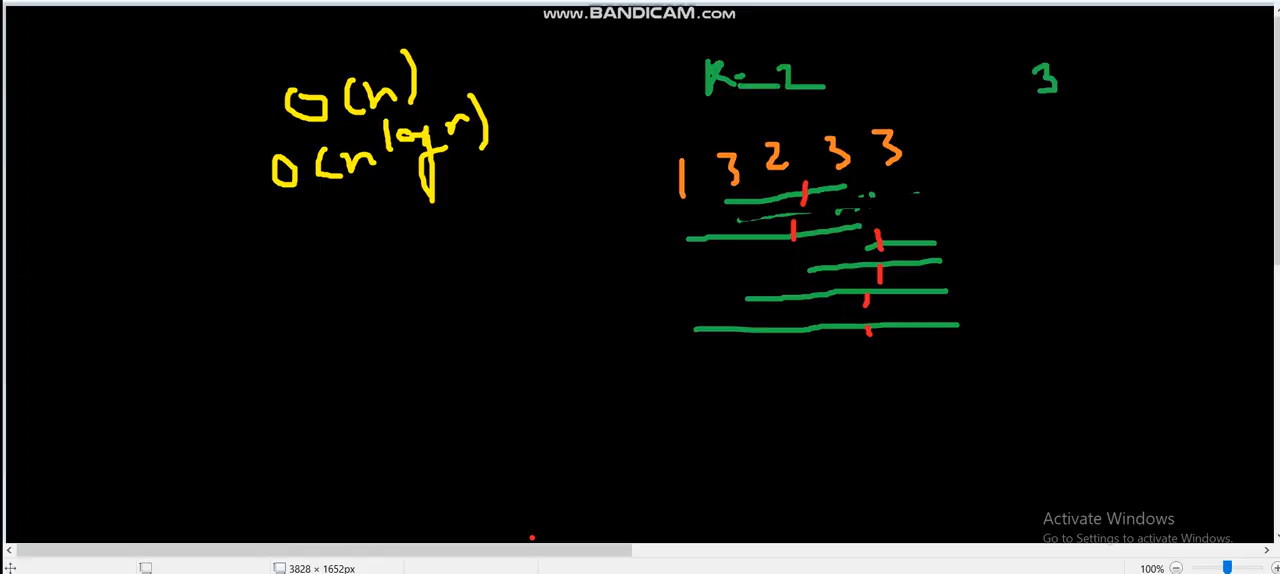 www.BANDICAM.com
O(n)
O(n log n)
K = 2
3
1 3 2 3 3
Activate Windows
Go to Settings to activate Windows.
3828 × 1652px
100%